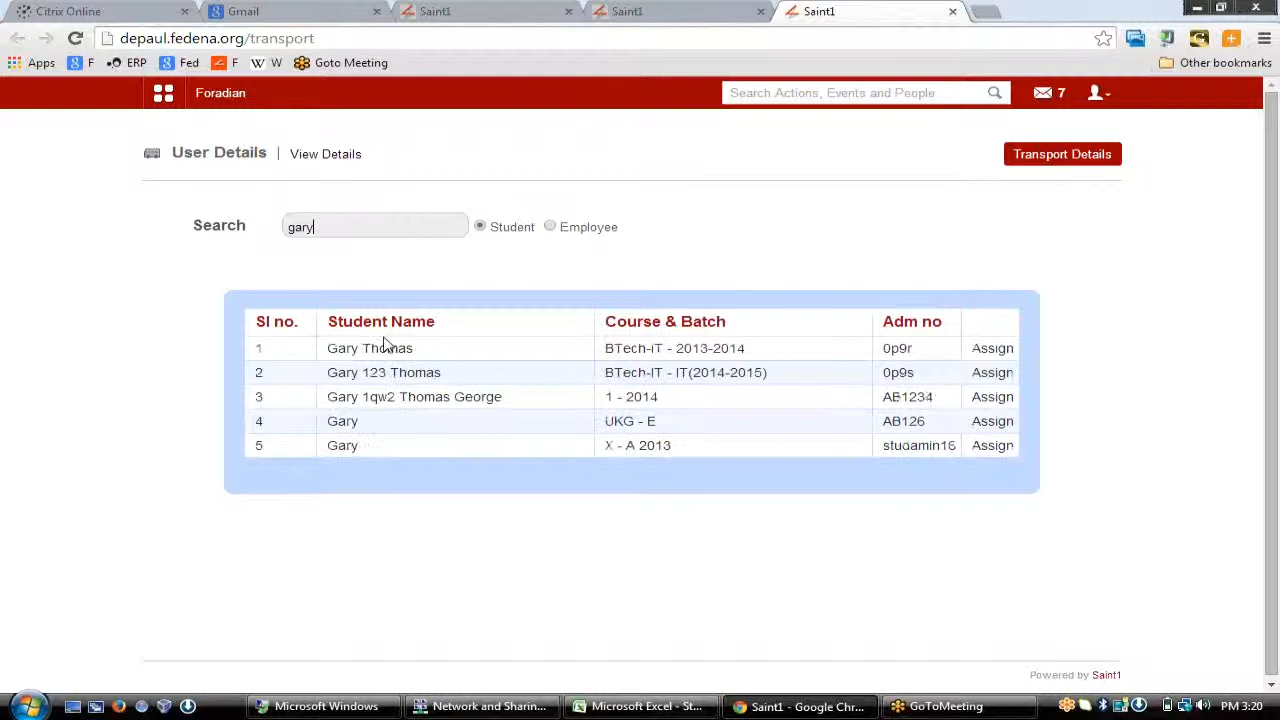 Citrix Online
Gmail
Saint1
Saint1
Saint1
depaul.fedena.org/transport
Apps F ERP Fed F W Goto Meeting Other bookmarks
Foradian Search Actions, Events and People 7
User Details | View Details Transport Details
Search gary Student Employee
Sl no. Student Name Course & Batch Adm no
1 Gary Thomas BTech-IT - 2013-2014 0p9r Assign
2 Gary 123 Thomas BTech-IT - IT(2014-2015) 0p9s Assign
3 Gary 1qw2 Thomas George 1 - 2014 AB1234 Assign
4 Gary UKG - E AB126 Assign
5 Gary X - A 2013 studamin16 Assign
Powered by Saint1
Microsoft Windows Network and Sharin... Microsoft Excel - St... Saint1 - Google Chr... GoToMeeting PM 3:20